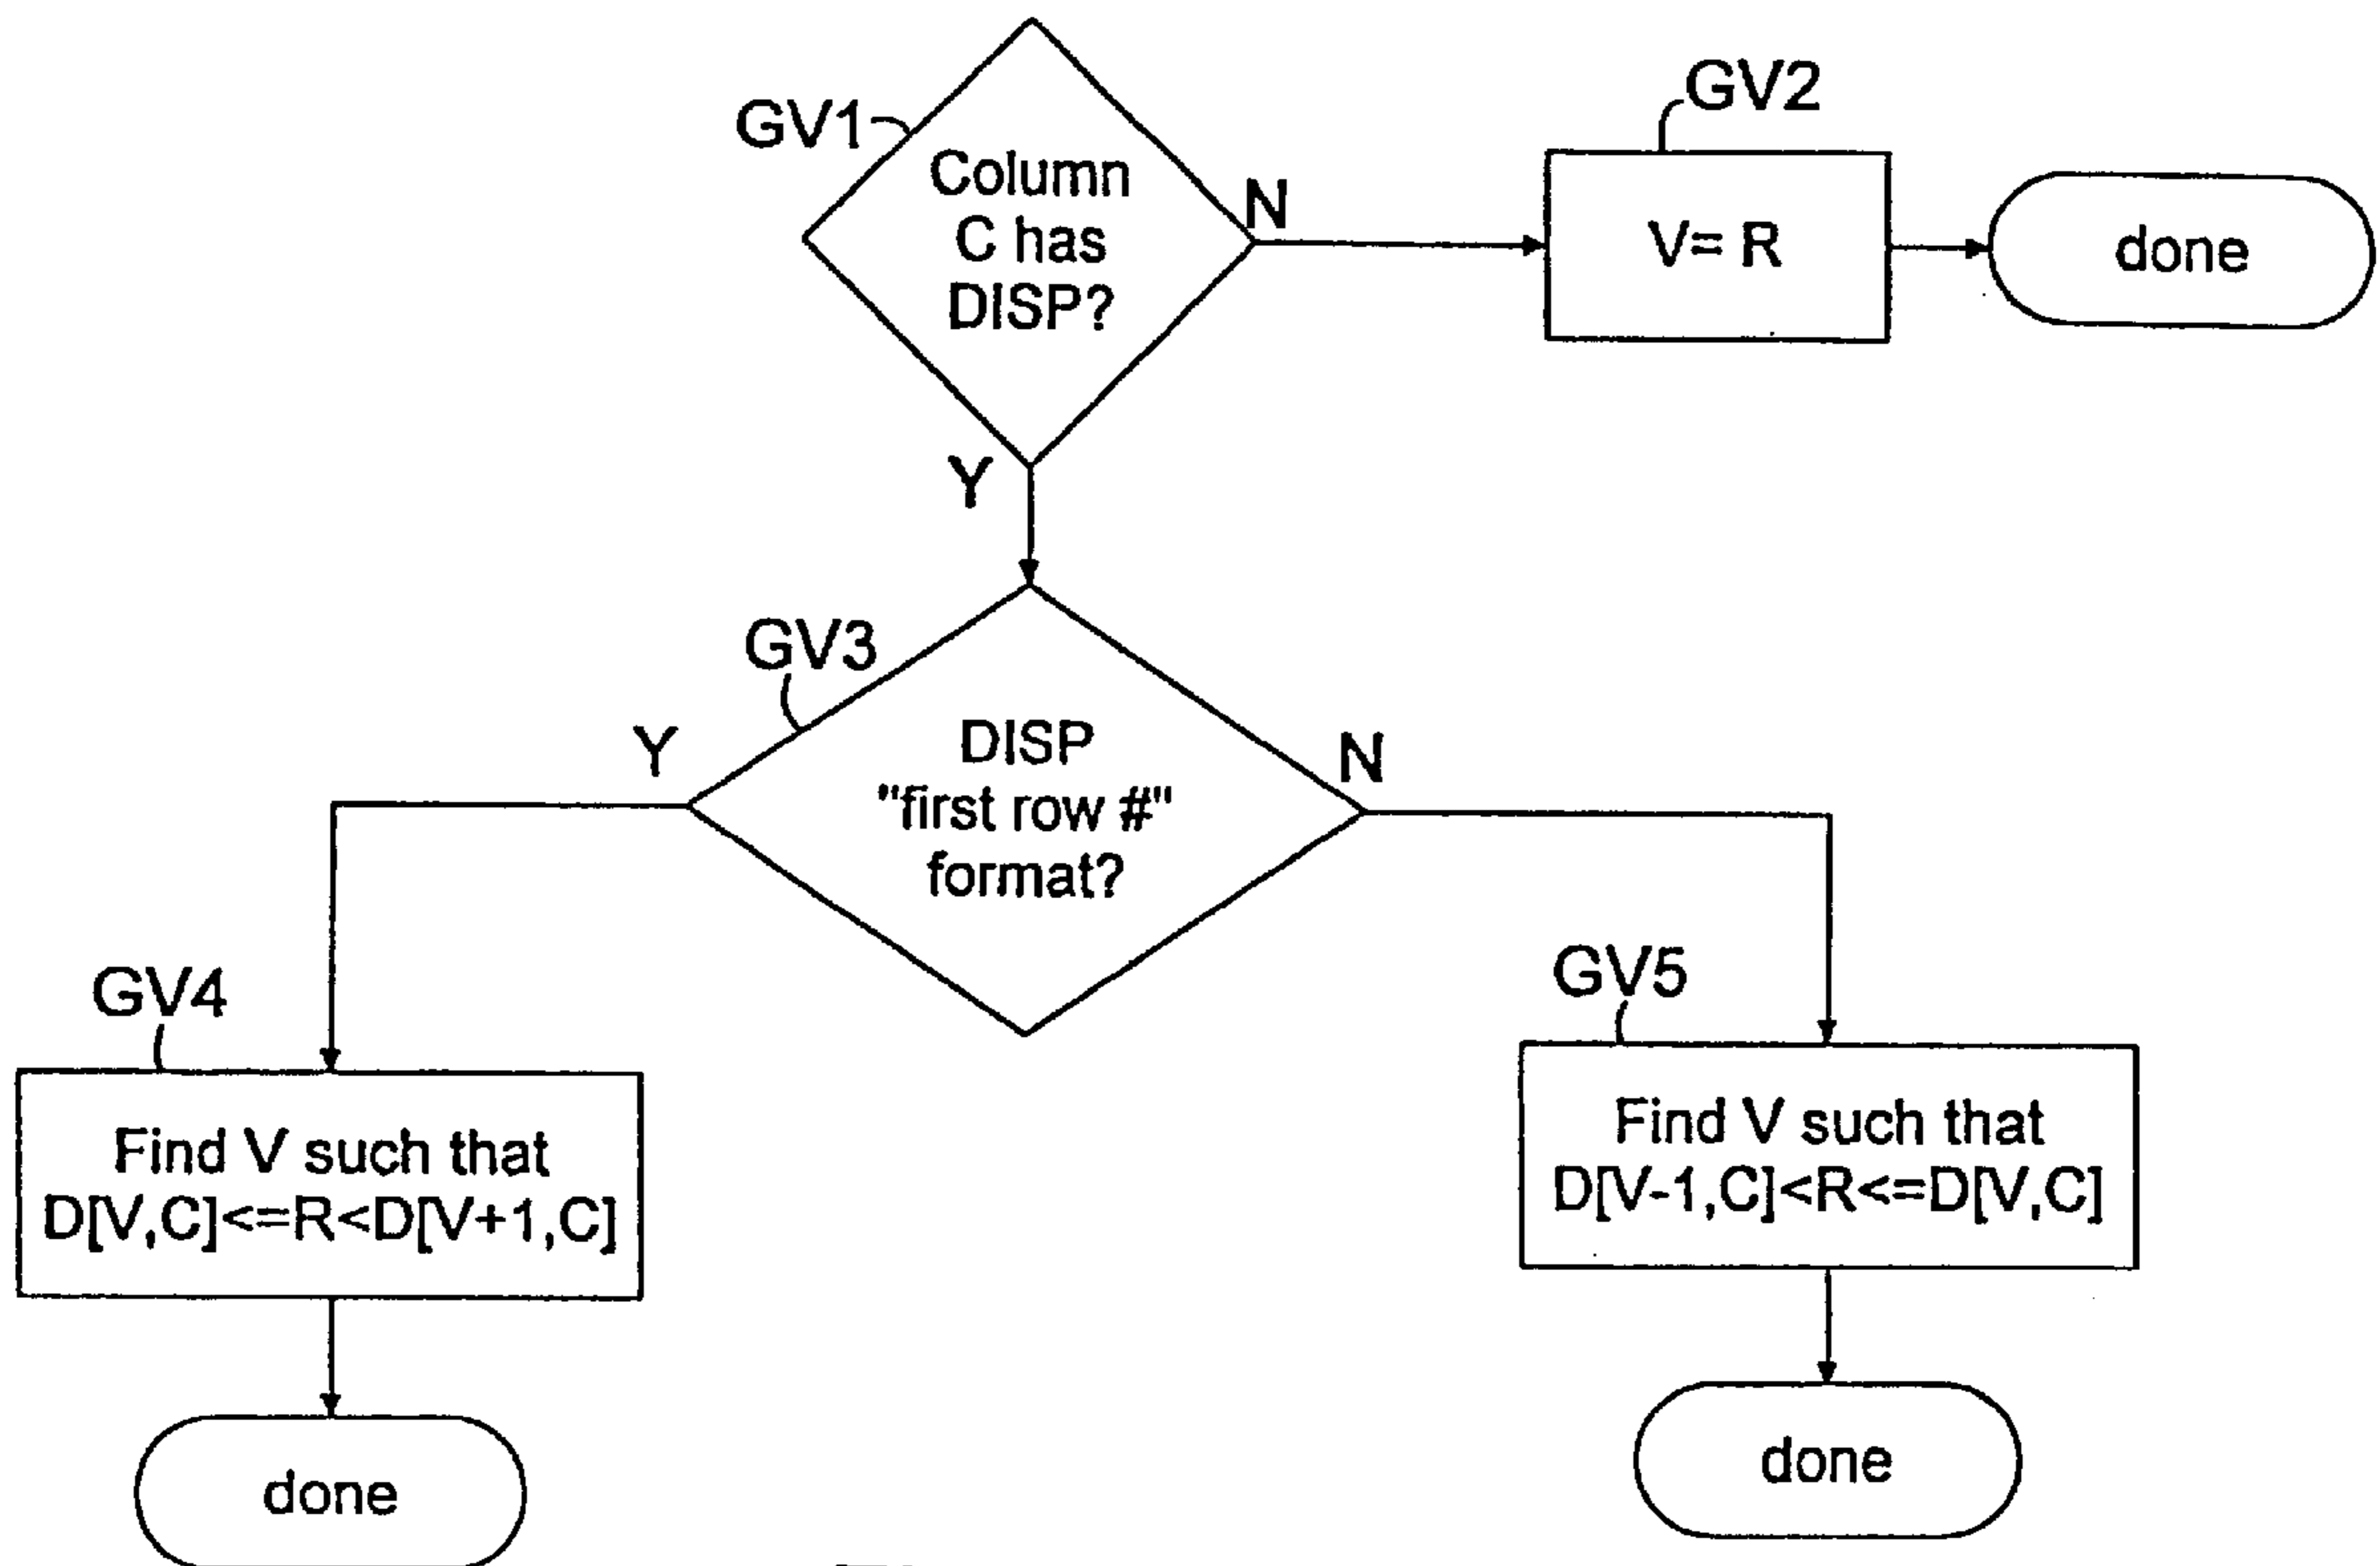 GV1
Column
C has
DISP?
N
GV2
V= R
done
Y
GV3
Y
DISP
"first row #"
format?
N
GV4
Find V such that
D[V,C]<=R<D[V+1,C]
done
GV5
Find V such that
D[V-1,C]<R<=D[V,C]
done